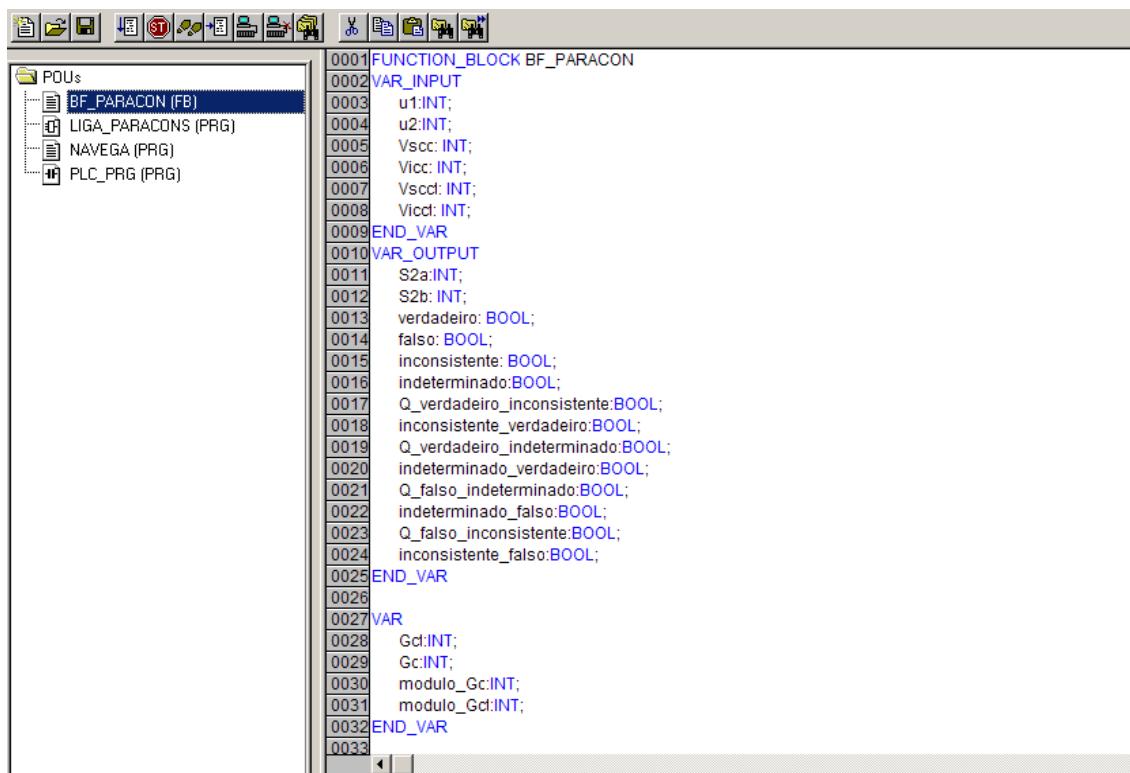 ST
POUs
BF_PARACON (FB)
LIGA_PARACONS (PRG)
NAVEGA (PRG)
PLC_PRG (PRG)
0001 FUNCTION_BLOCK BF_PARACON
0002 VAR_INPUT
0003 u1:INT;
0004 u2:INT;
0005 Vscc: INT;
0006 Vicc: INT;
0007 Vscct: INT;
0008 Vicct: INT;
0009 END_VAR
0010 VAR_OUTPUT
0011 S2a:INT;
0012 S2b: INT;
0013 verdadeiro: BOOL;
0014 falso: BOOL;
0015 inconsistente: BOOL;
0016 indeterminado:BOOL;
0017 Q_verdadeiro_inconsistente:BOOL;
0018 inconsistente_verdadeiro:BOOL;
0019 Q_verdadeiro_indeterminado:BOOL;
0020 indeterminado_verdadeiro:BOOL;
0021 Q_falso_indeterminado:BOOL;
0022 indeterminado_falso:BOOL;
0023 Q_falso_inconsistente:BOOL;
0024 inconsistente_falso:BOOL;
0025 END_VAR
0026
0027 VAR
0028 Gct:INT;
0029 Gc:INT;
0030 modulo_Gc:INT;
0031 modulo_Gct:INT;
0032 END_VAR
0033